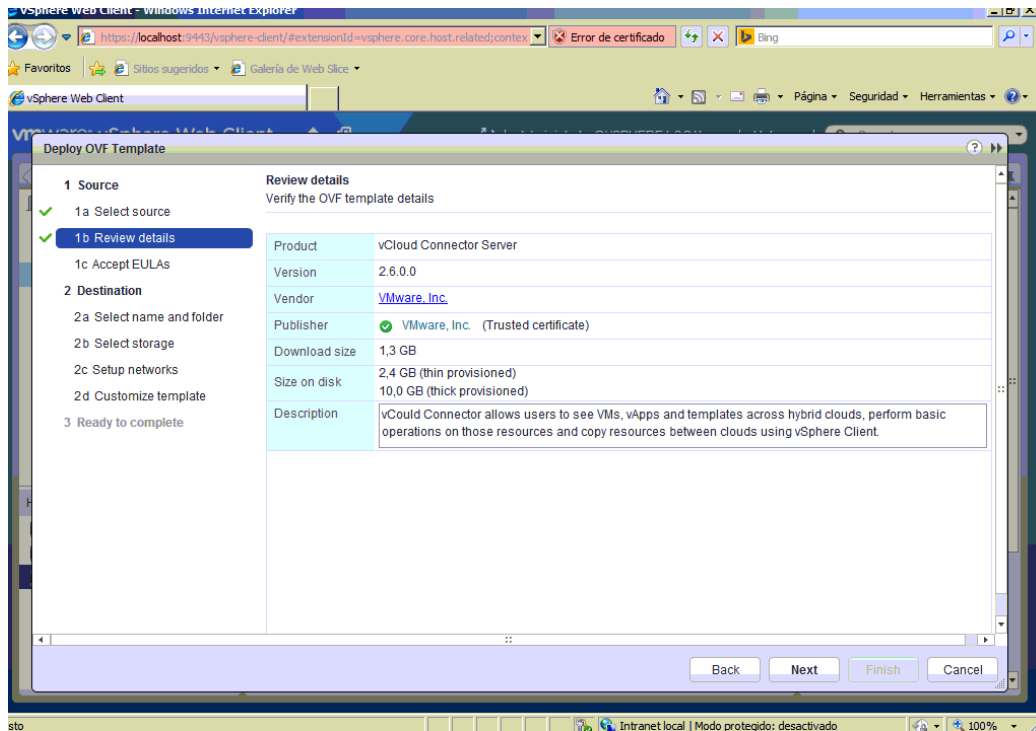 vSphere Web Client - Windows Internet Explorer
https://localhost:9443/vsphere-client/#extensionId=vsphere.core.host.related;contex
Error de certificado
Bing
Favoritos
Sitios sugeridos
Galería de Web Slice
vSphere Web Client
Página
Seguridad
Herramientas
vmware vSphere Web Client
Deploy OVF Template
1 Source
1a Select source
1b Review details
1c Accept EULAs
2 Destination
2a Select name and folder
2b Select storage
2c Setup networks
2d Customize template
3 Ready to complete
Review details
Verify the OVF template details
Product vCloud Connector Server
Version 2.6.0.0
Vendor VMware, Inc.
Publisher VMware, Inc. (Trusted certificate)
Download size 1,3 GB
Size on disk 2,4 GB (thin provisioned)
10,0 GB (thick provisioned)
Description vCould Connector allows users to see VMs, vApps and templates across hybrid clouds, perform basic
operations on those resources and copy resources between clouds using vSphere Client.
Back Next Finish Cancel
sto
Intranet local | Modo protegido: desactivado
100%